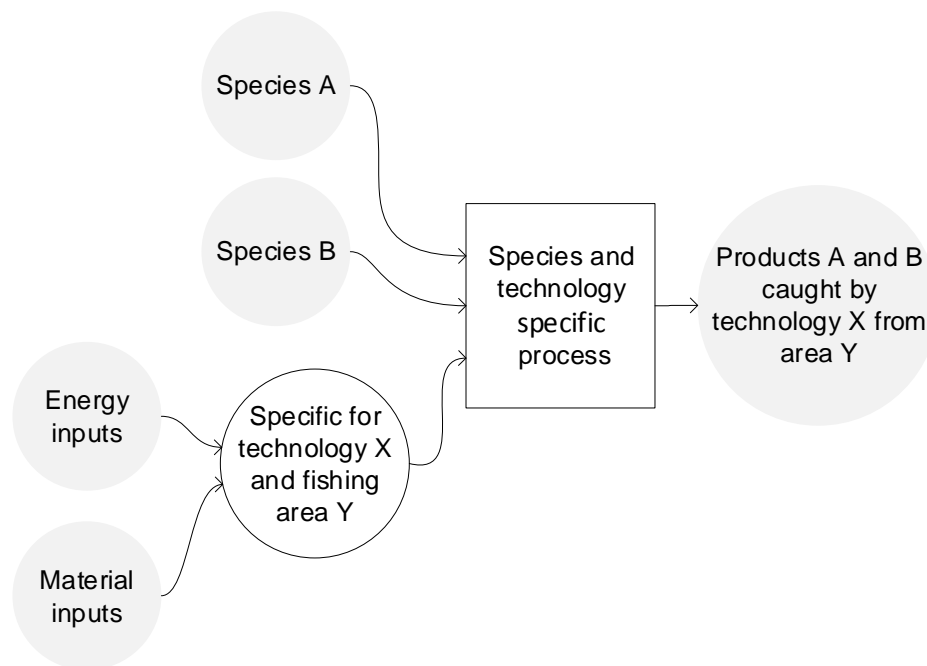 Species A
Species B
Energy
inputs
Material
inputs
Specific for
technology X
and fishing
area Y
Species and
technology
specific
process
Products A and B
caught by
technology X from
area Y